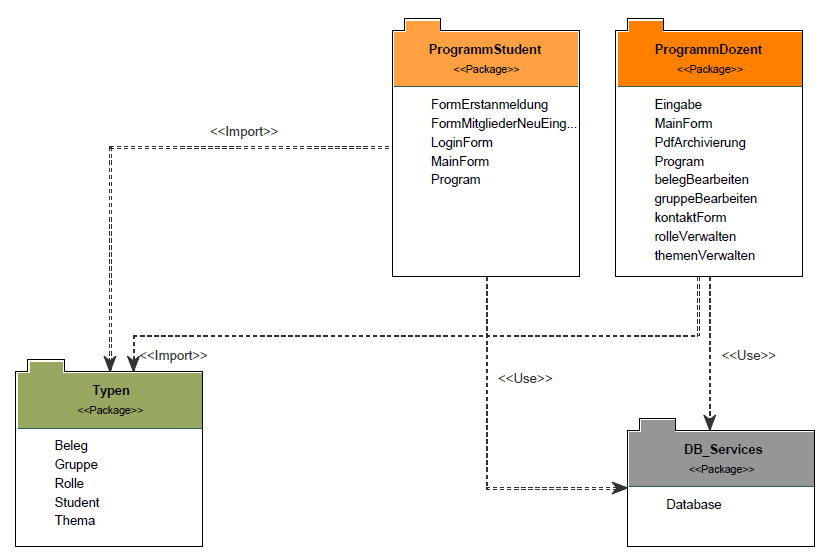 ProgrammStudent
<<Package>>
FormErstanmeldung
FormMitgliederNeuEing...
LoginForm
MainForm
Program
ProgrammDozent
<<Package>>
Eingabe
MainForm
PdfArchivierung
Program
belegBearbeiten
gruppeBearbeiten
kontaktForm
rolleVerwalten
themenVerwalten
<<Import>>
<<Import>>
<<Use>>
<<Use>>
Typen
<<Package>>
Beleg
Gruppe
Rolle
Student
Thema
DB_Services
<<Package>>
Database